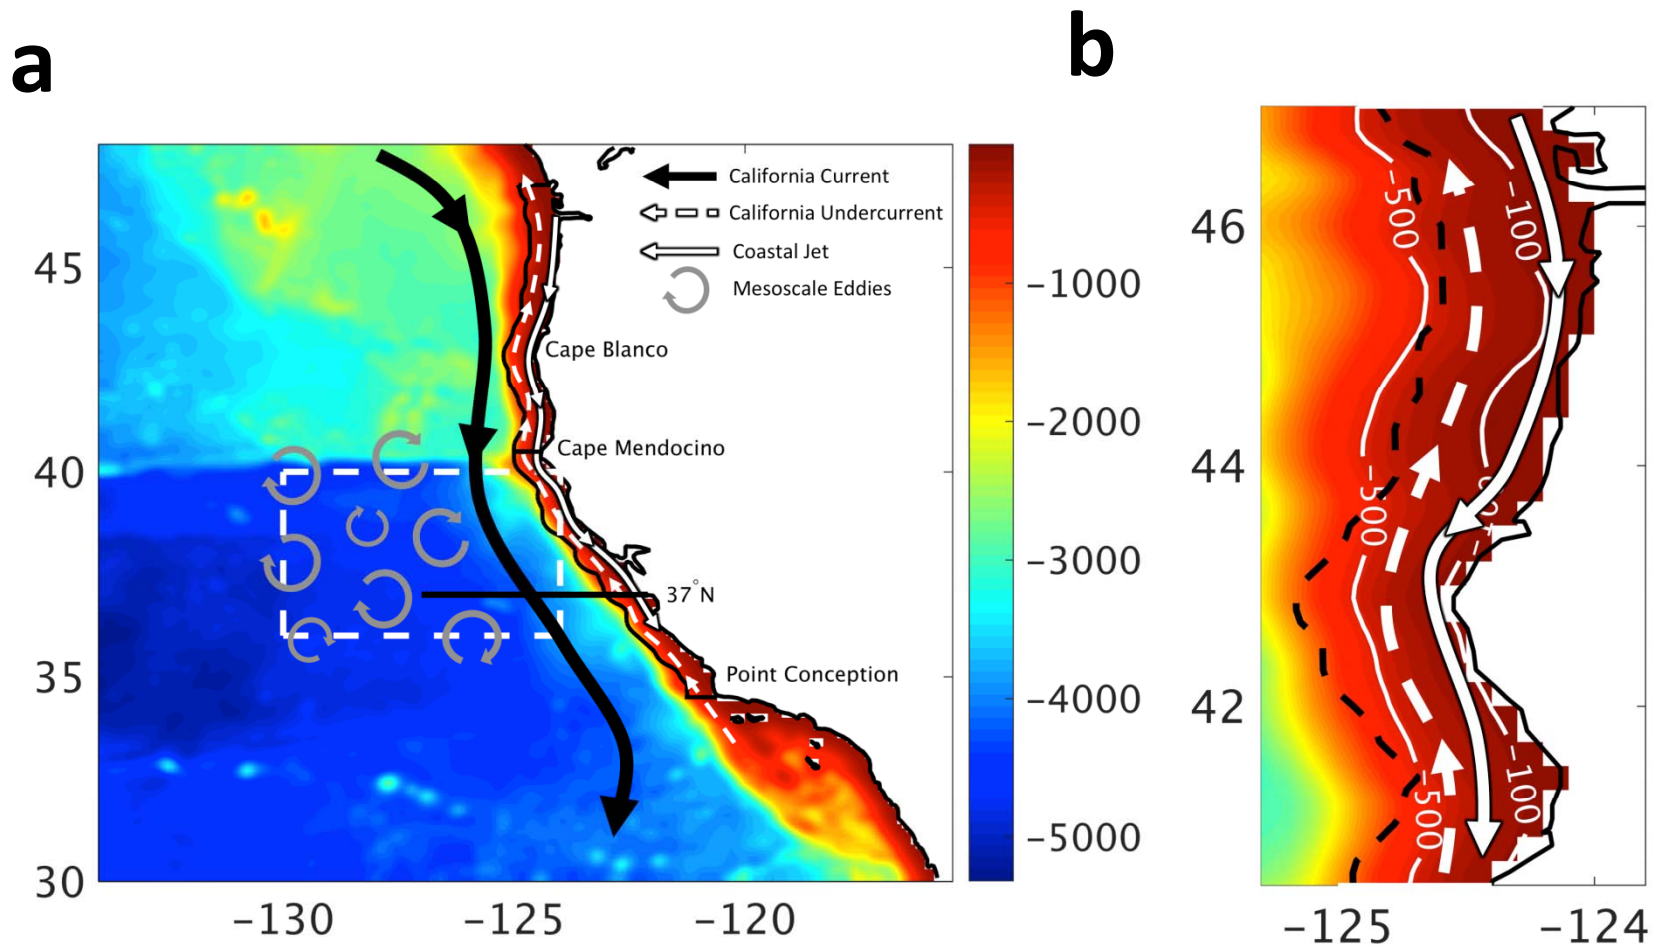 a
b
California Current
California Undercurrent
Coastal Jet
Mesoscale Eddies
Cape Blanco
Cape Mendocino
37°N
Point Conception
45
40
35
30
−130
−125
−120
−1000
−2000
−3000
−4000
−5000
46
44
42
−125
−124
−500
−100
−500
−500
−100